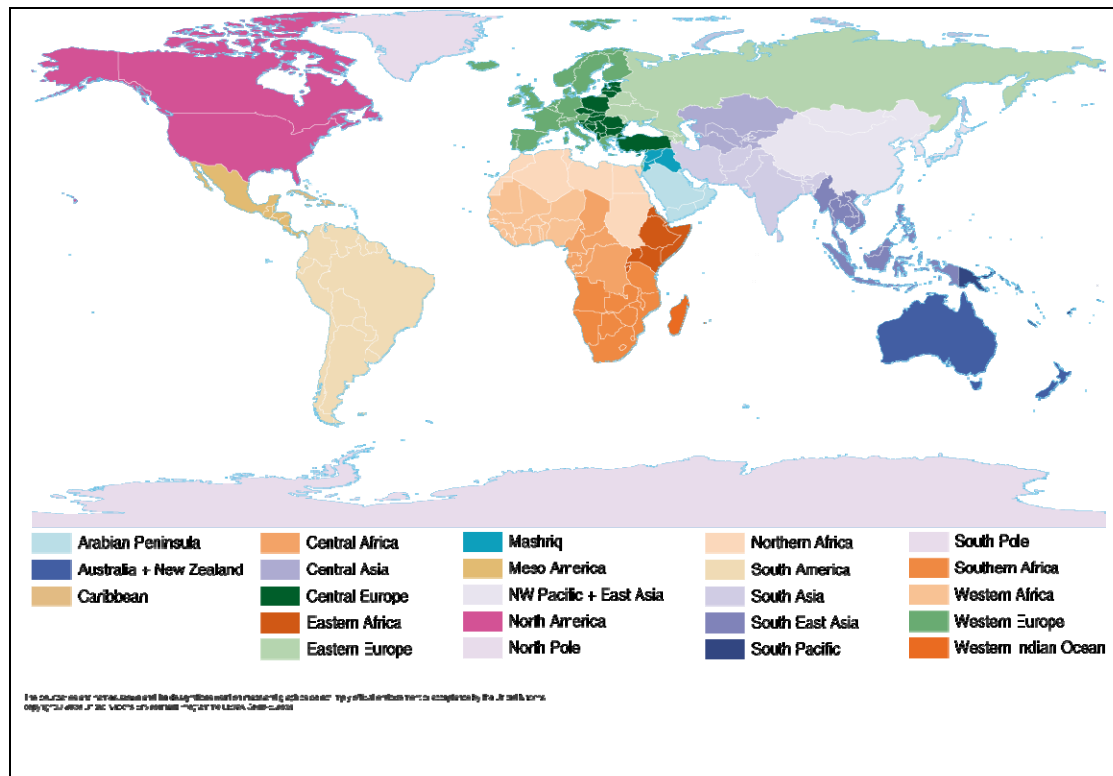 Arabian Peninsula
Australia + New Zealand
Caribbean
Central Africa
Central Asia
Central Europe
Eastern Africa
Eastern Europe
Mashriq
Meso America
NW Pacific + East Asia
North America
North Pole
Northern Africa
South America
South Asia
South East Asia
South Pacific
South Pole
Southern Africa
Western Africa
Western Europe
Western Indian Ocean